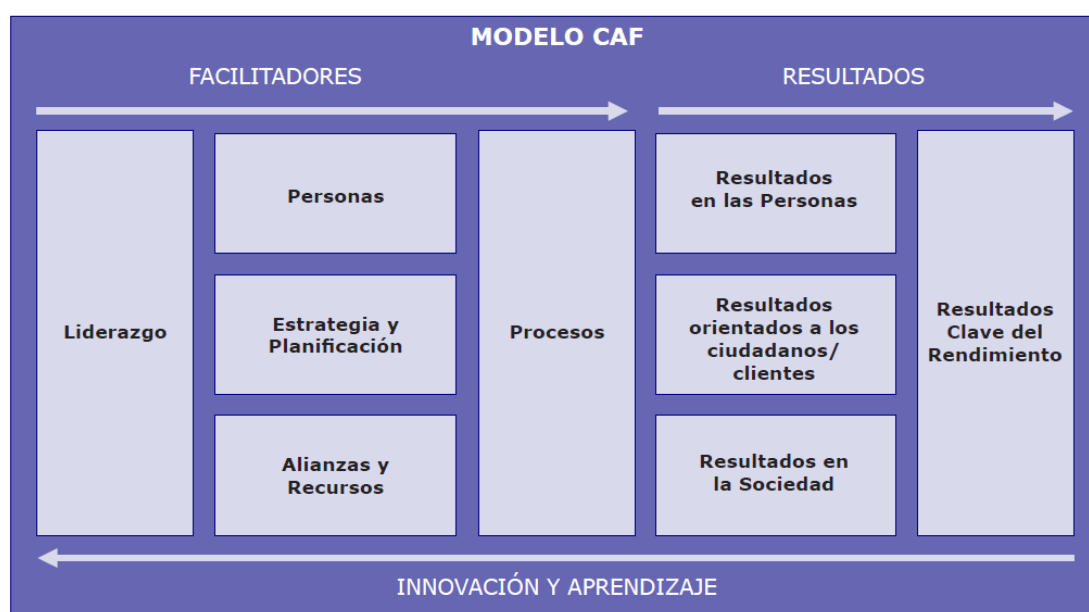 MODELO CAF
FACILITADORES
RESULTADOS
Liderazgo
Personas
Estrategia y
Planificación
Alianzas y
Recursos
Procesos
Resultados
en las Personas
Resultados
orientados a los
ciudadanos/
clientes
Resultados en
la Sociedad
Resultados
Clave del
Rendimiento
INNOVACIÓN Y APRENDIZAJE